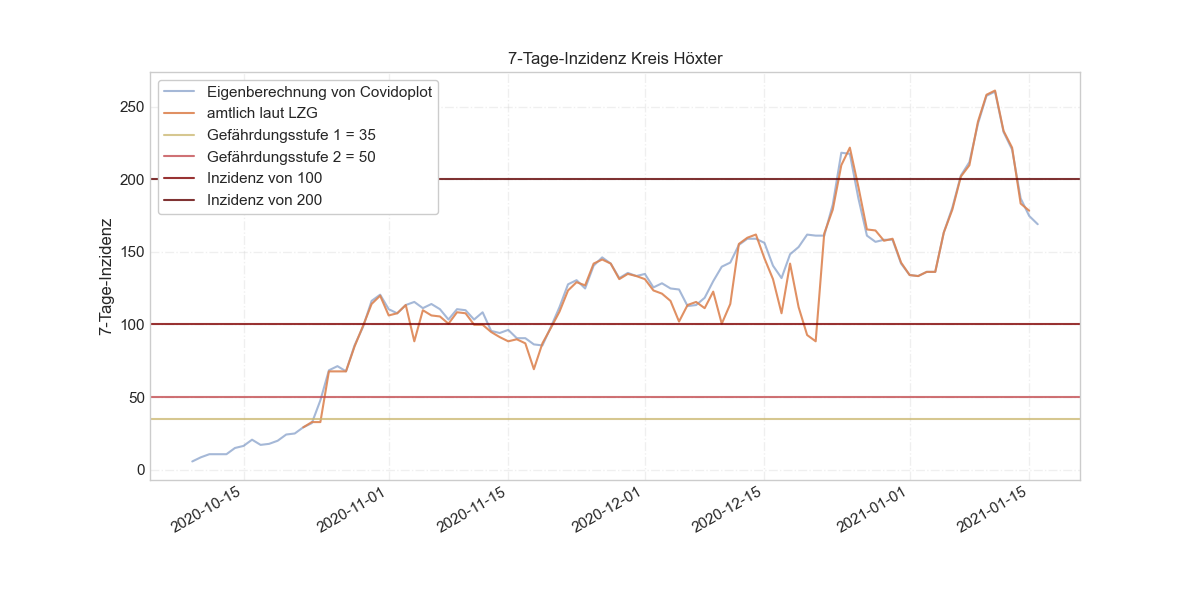 7-Tage-Inzidenz Kreis Höxter
Eigenberechnung von Covidoplot
amtlich laut LZG
Gefährdungsstufe 1 = 35
Gefährdungsstufe 2 = 50
Inzidenz von 100
Inzidenz von 200
7-Tage-Inzidenz
250
200
150
100
50
0
2020-10-15
2020-11-01
2020-11-15
2020-12-01
2020-12-15
2021-01-01
2021-01-15